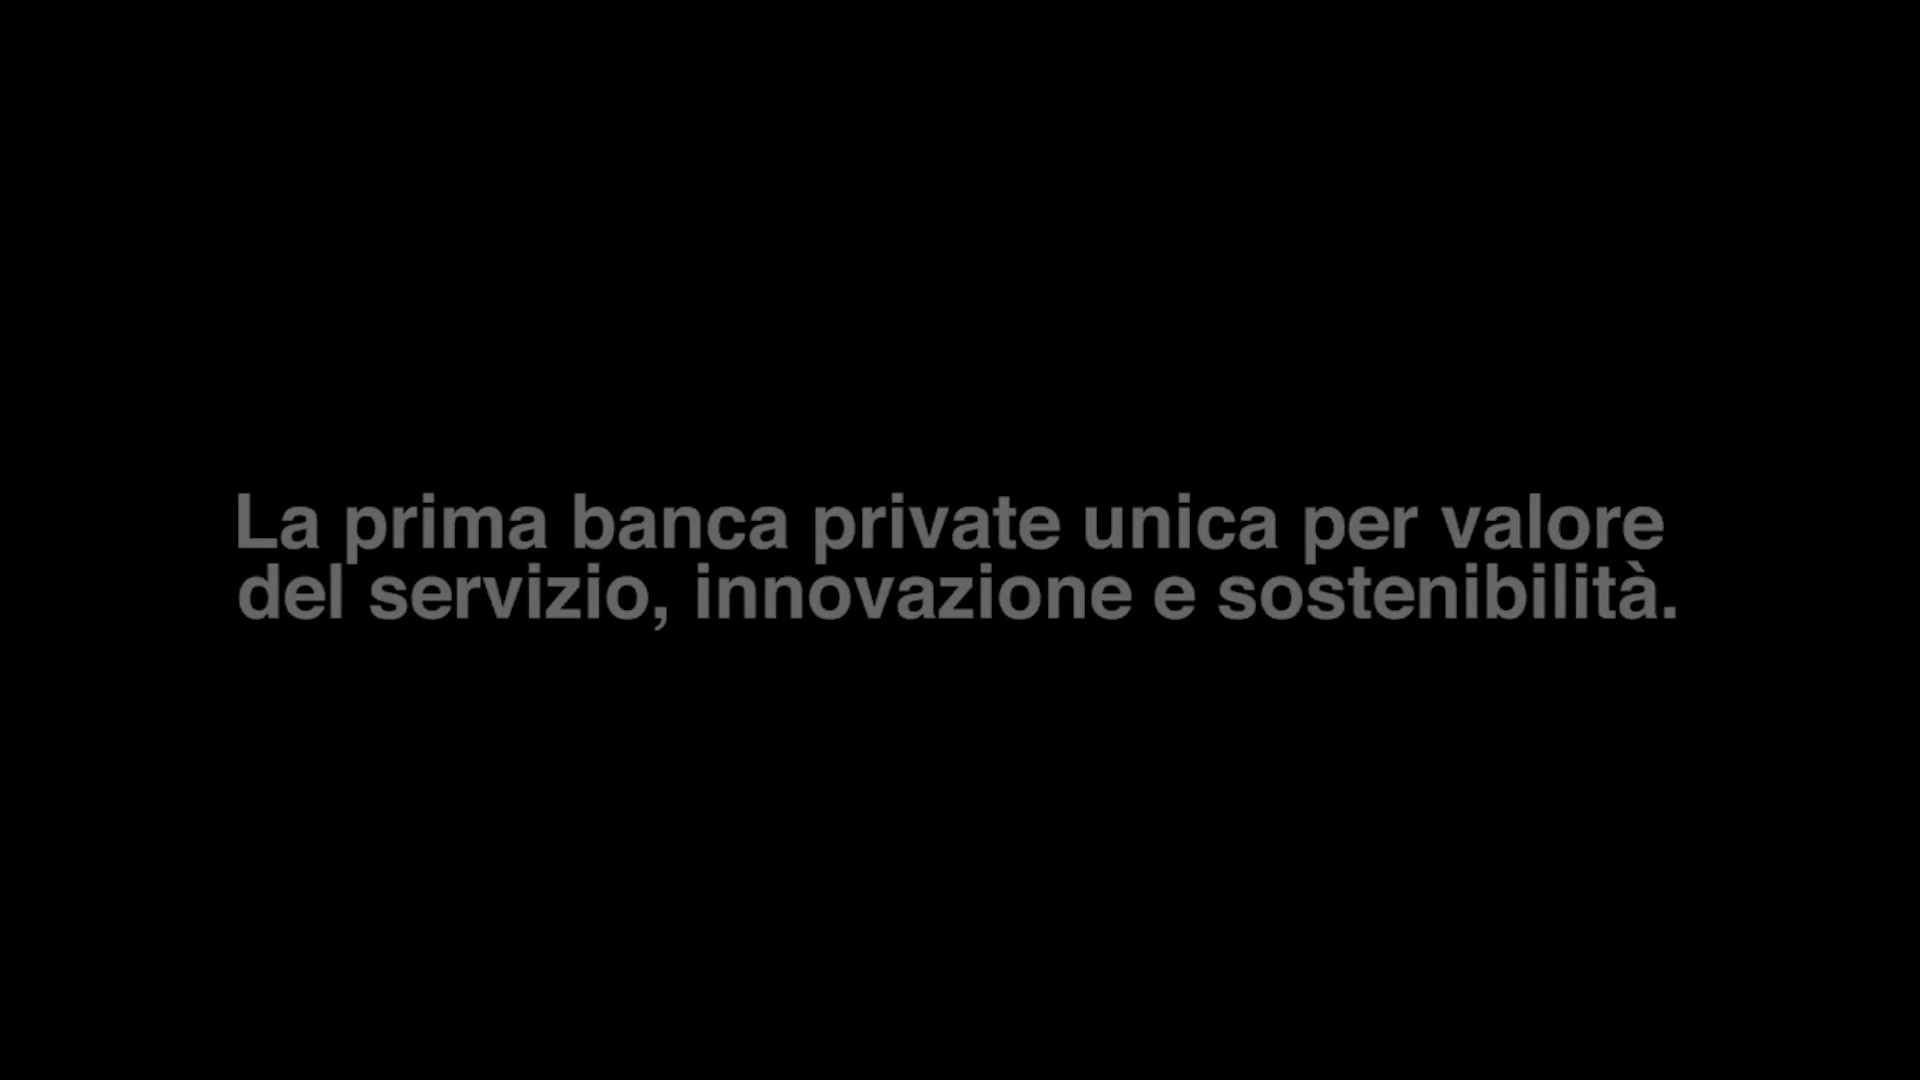 La prima banca private unica per valore
del servizio, innovazione e sostenibilità.